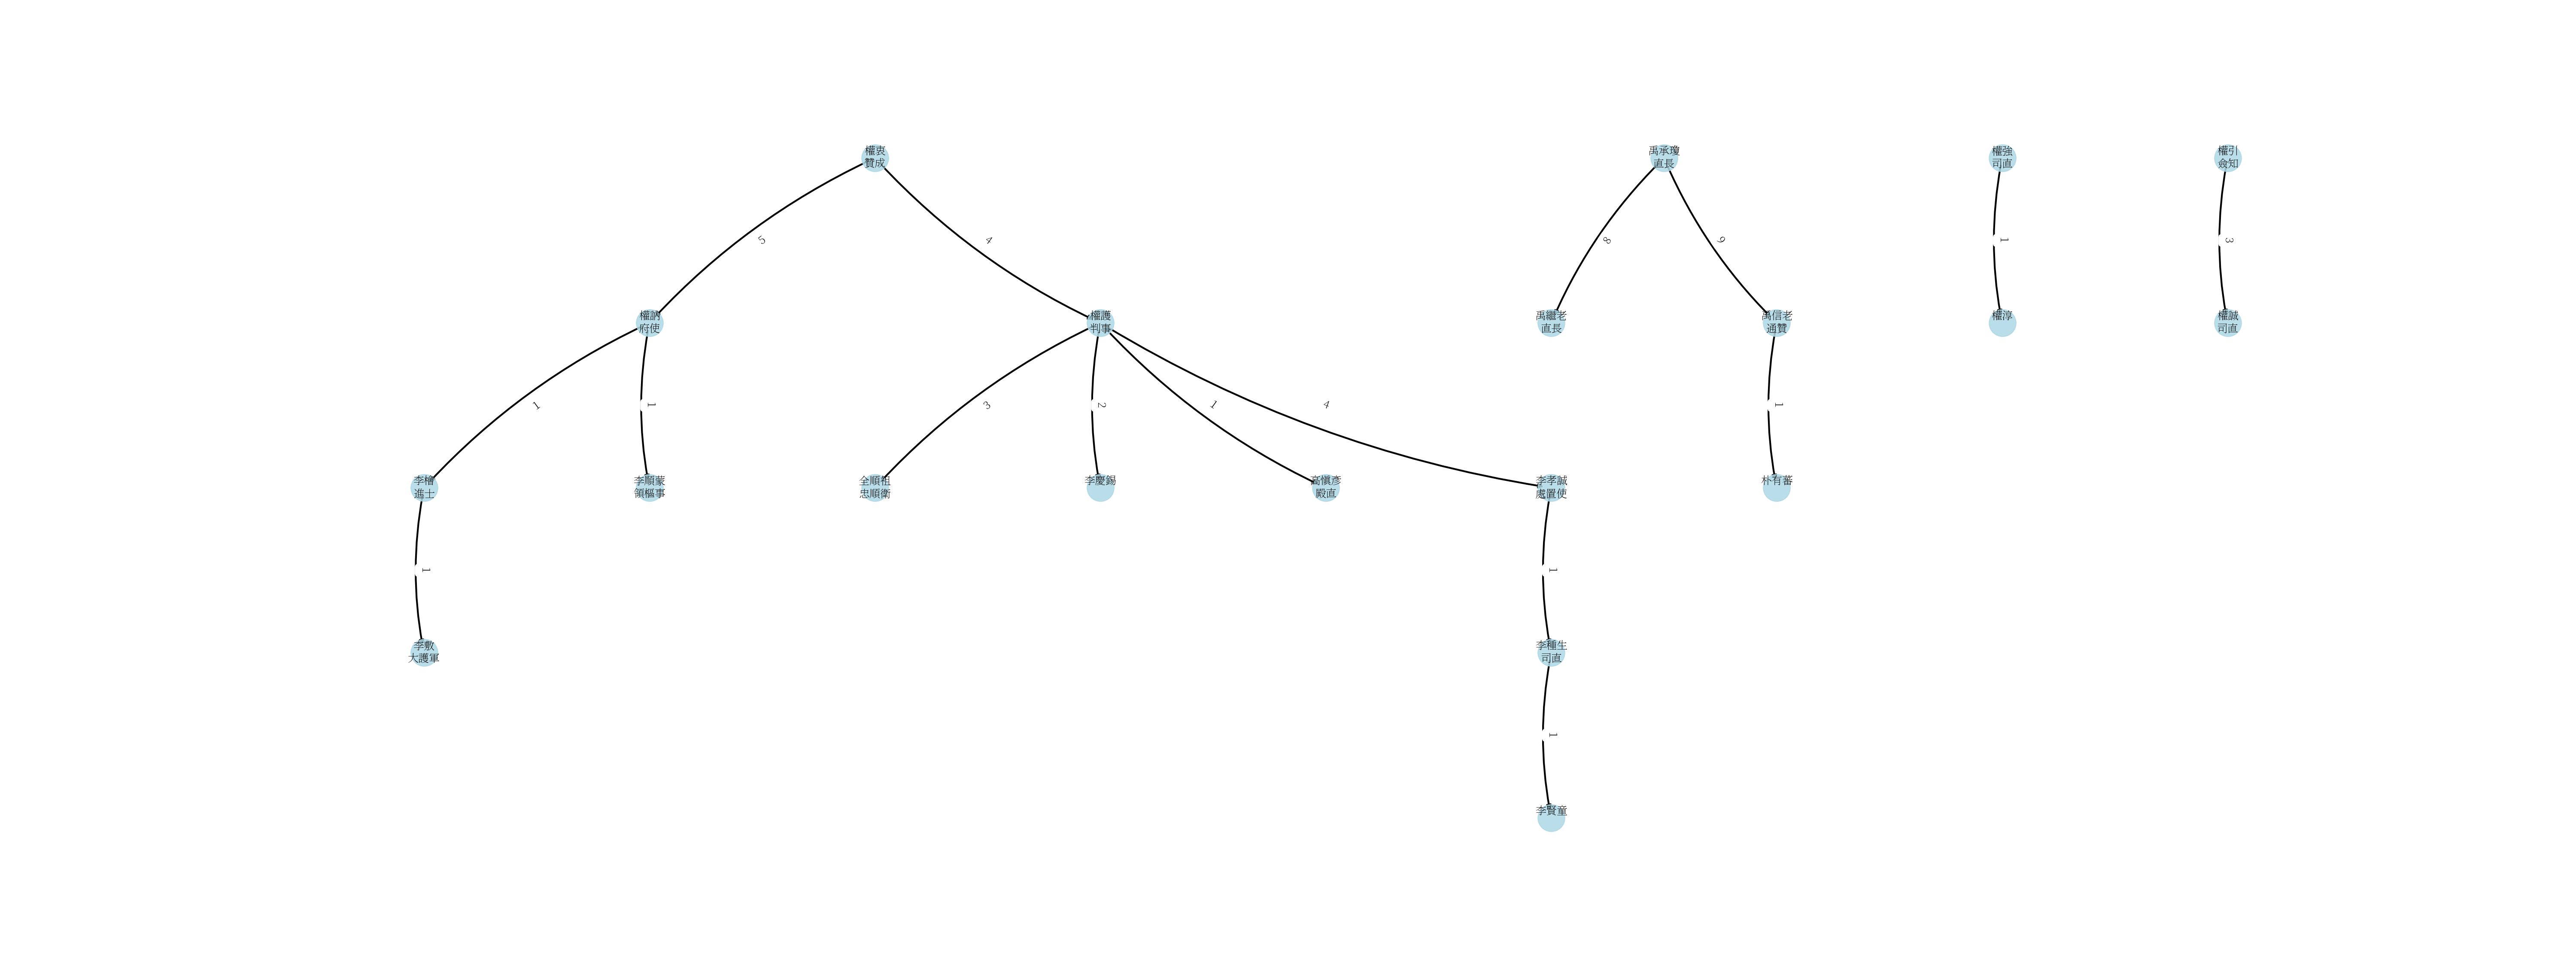 權衷
贊成
禹承瓊
直長
權強
司直
權引
僉知
5
4
8
9
1
3
權訥
府使
權護
判事
禹繼老
直長
禹信老
通贊
權淳
權誠
司直
1
1
3
2
1
4
1
李檜
進士
李順蒙
領樞事
全順祖
忠順衛
李慶錫
高愼彦
殿直
李孝誠
處置使
朴有蕃
1
1
李敷
大護軍
李種生
司直
1
李賢童